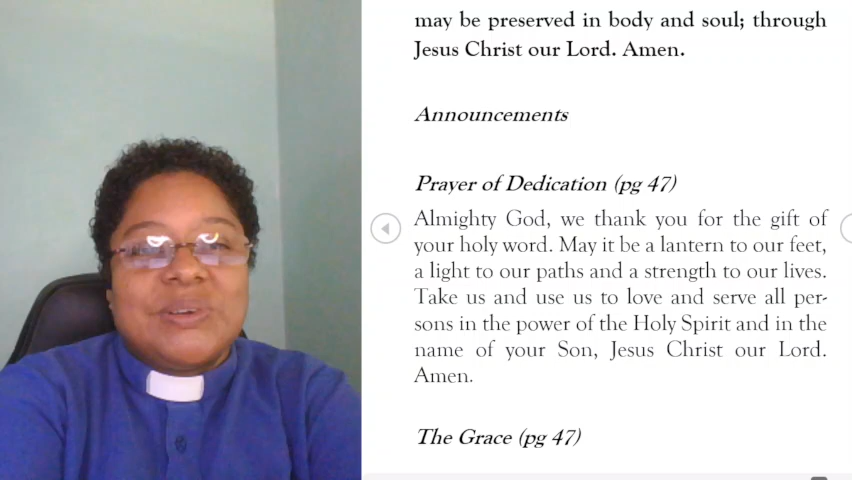 may be preserved in body and soul; through
Jesus Christ our Lord. Amen.
Announcements
Prayer of Dedication (pg 47)
Almighty God, we thank you for the gift of
your holy word. May it be a lantern to our feet,
a light to our paths and a strength to our lives.
Take us and use us to love and serve all per-
sons in the power of the Holy Spirit and in the
name of your Son, Jesus Christ our Lord.
Amen.
The Grace (pg 47)